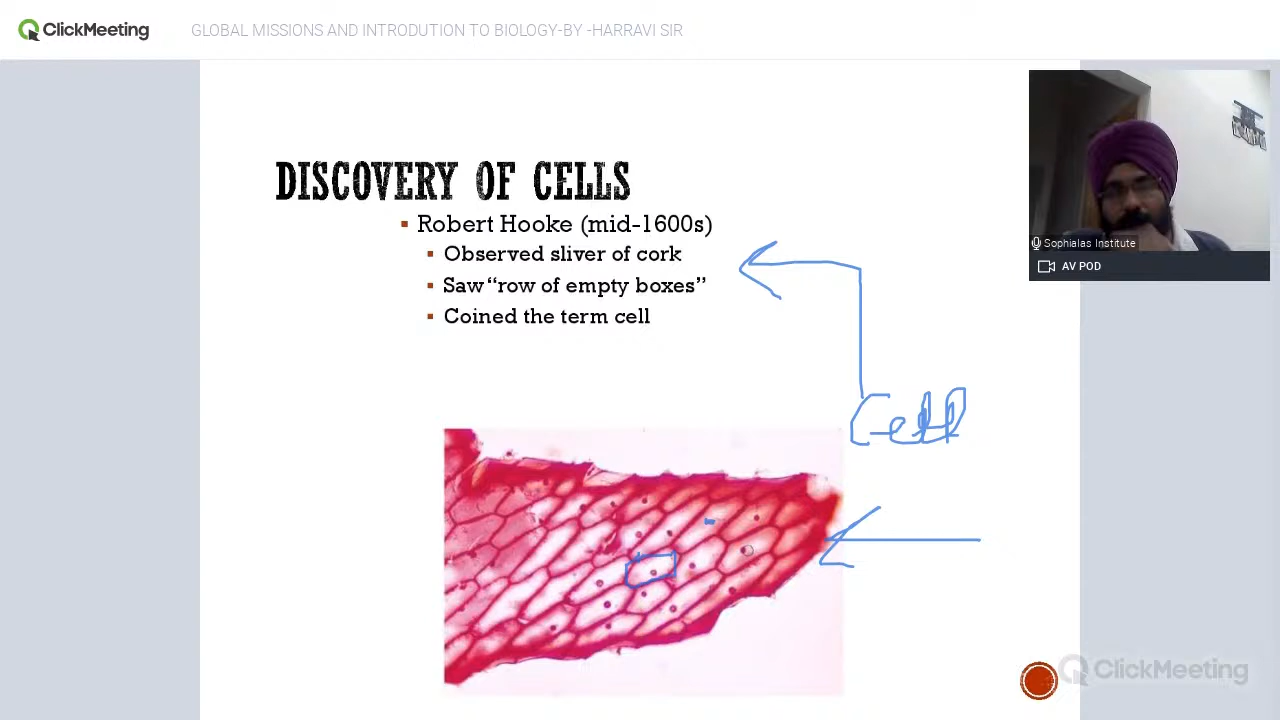 ClickMeeting
GLOBAL MISSIONS AND INTRODUTION TO BIOLOGY-BY -HARRAVI SIR
DISCOVERY OF CELLS
▪ Robert Hooke (mid-1600s)
▪ Observed sliver of cork
▪ Saw “row of empty boxes”
▪ Coined the term cell
Cell
Sophialas Institute
AV POD
ClickMeeting